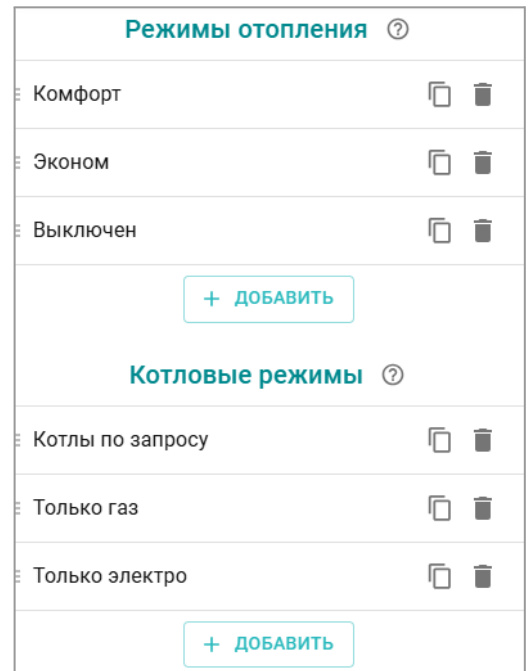 Режимы отопления ?
Комфорт
Эконом
Выключен
+ ДОБАВИТЬ
Котловые режимы ?
Котлы по запросу
Только газ
Только электро
+ ДОБАВИТЬ